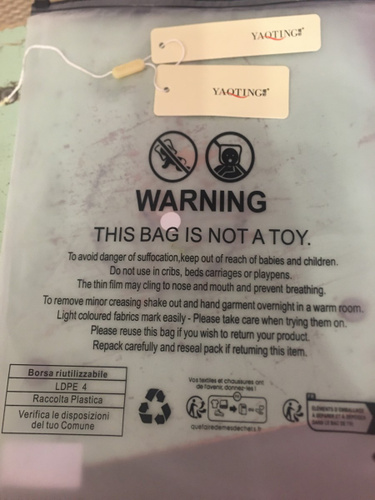 YAOTING
YAOTING
WARNING
THIS BAG IS NOT A TOY.
To avoid danger of suffocation,keep out of reach of babies and children.
Do not use in cribs, beds carriages or playpens.
The thin film may cling to nose and mouth and prevent breathing.
To remove minor creasing shake out and hand garment overnight in a warm room.
Light coloured fabrics mark easily - Please take care when trying them on.
Please reuse this bag if you wish to return your product.
Repack carefully and reseal pack if returning this item.
Borsa riutilizzabile
LDPE 4
Raccolta Plastica
Verifica le disposizioni
del tuo Comune
Vos textiles et chaussures ont
de l'avenir, donnez-les !
quefairedemesdechets.fr